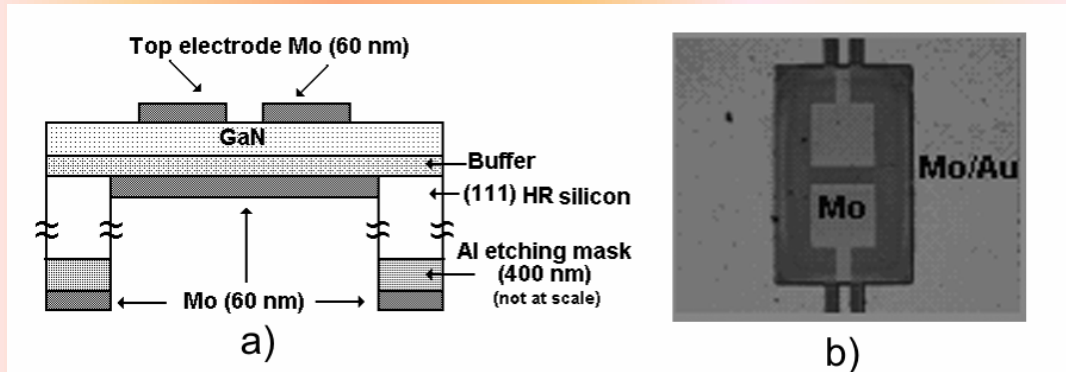 Top electrode Mo (60 nm)
GaN
Buffer
(111) HR silicon
Al etching mask
(400 nm)
(not at scale)
Mo (60 nm)
a)
Mo/Au
Mo
b)